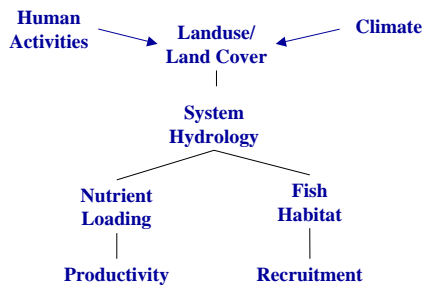 Human
Activities
Landuse/
Land Cover
Climate
System
Hydrology
Nutrient
Loading
Fish
Habitat
Productivity
Recruitment